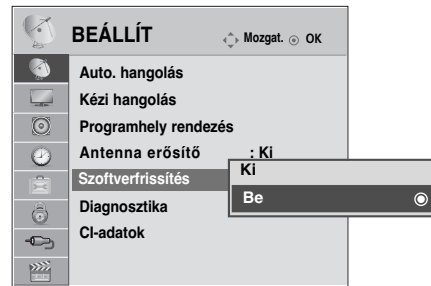 BEÁLLÍT Mozgat. OK
Auto. hangolás
Kézi hangolás
Programhely rendezés
Antenna erősítő : Ki
Szoftverfrissítés
Ki
Be
Diagnosztika
CI-adatok